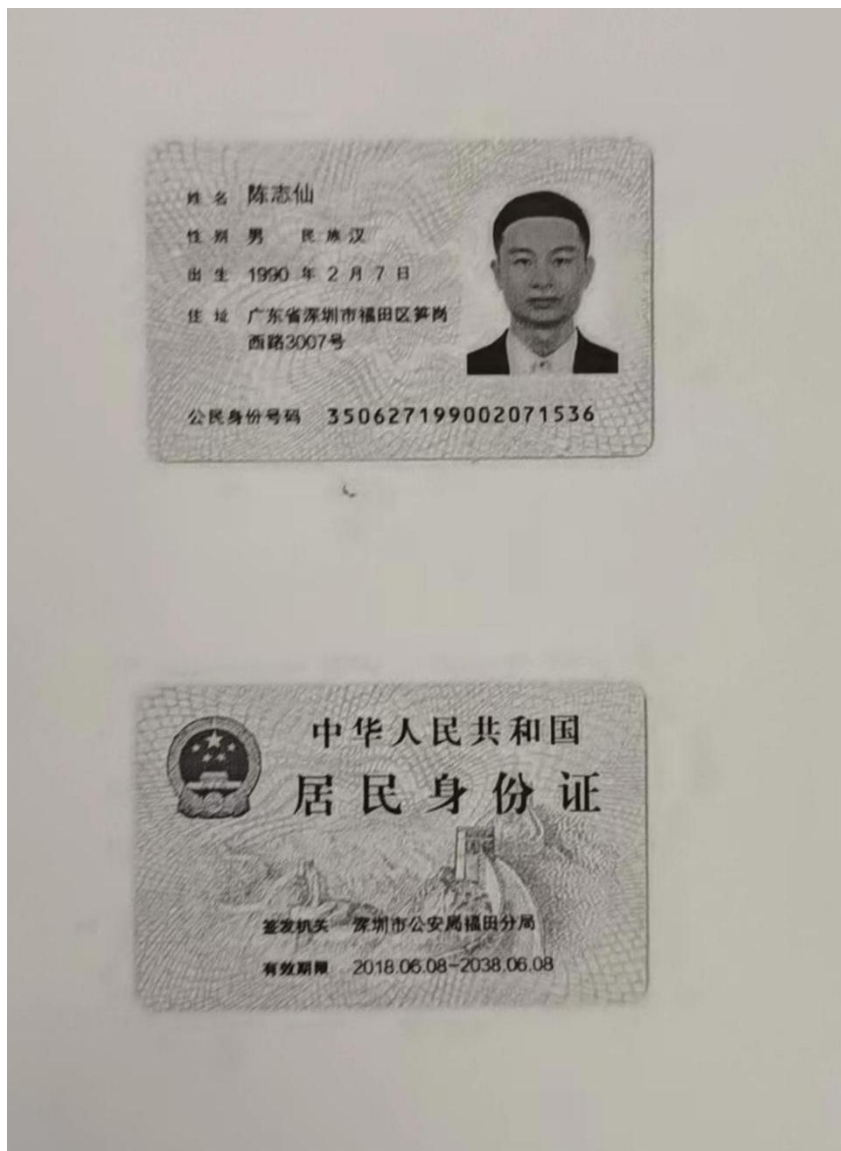 姓名 陈志仙
性别 男 民族 汉
出生 1990 年 2 月 7 日
住址 广东省深圳市福田区笋岗
西路3007号
公民身份号码 350627199002071536
中华人民共和国
居民身份证
签发机关 深圳市公安局福田分局
有效期限 2018.06.08-2038.06.08